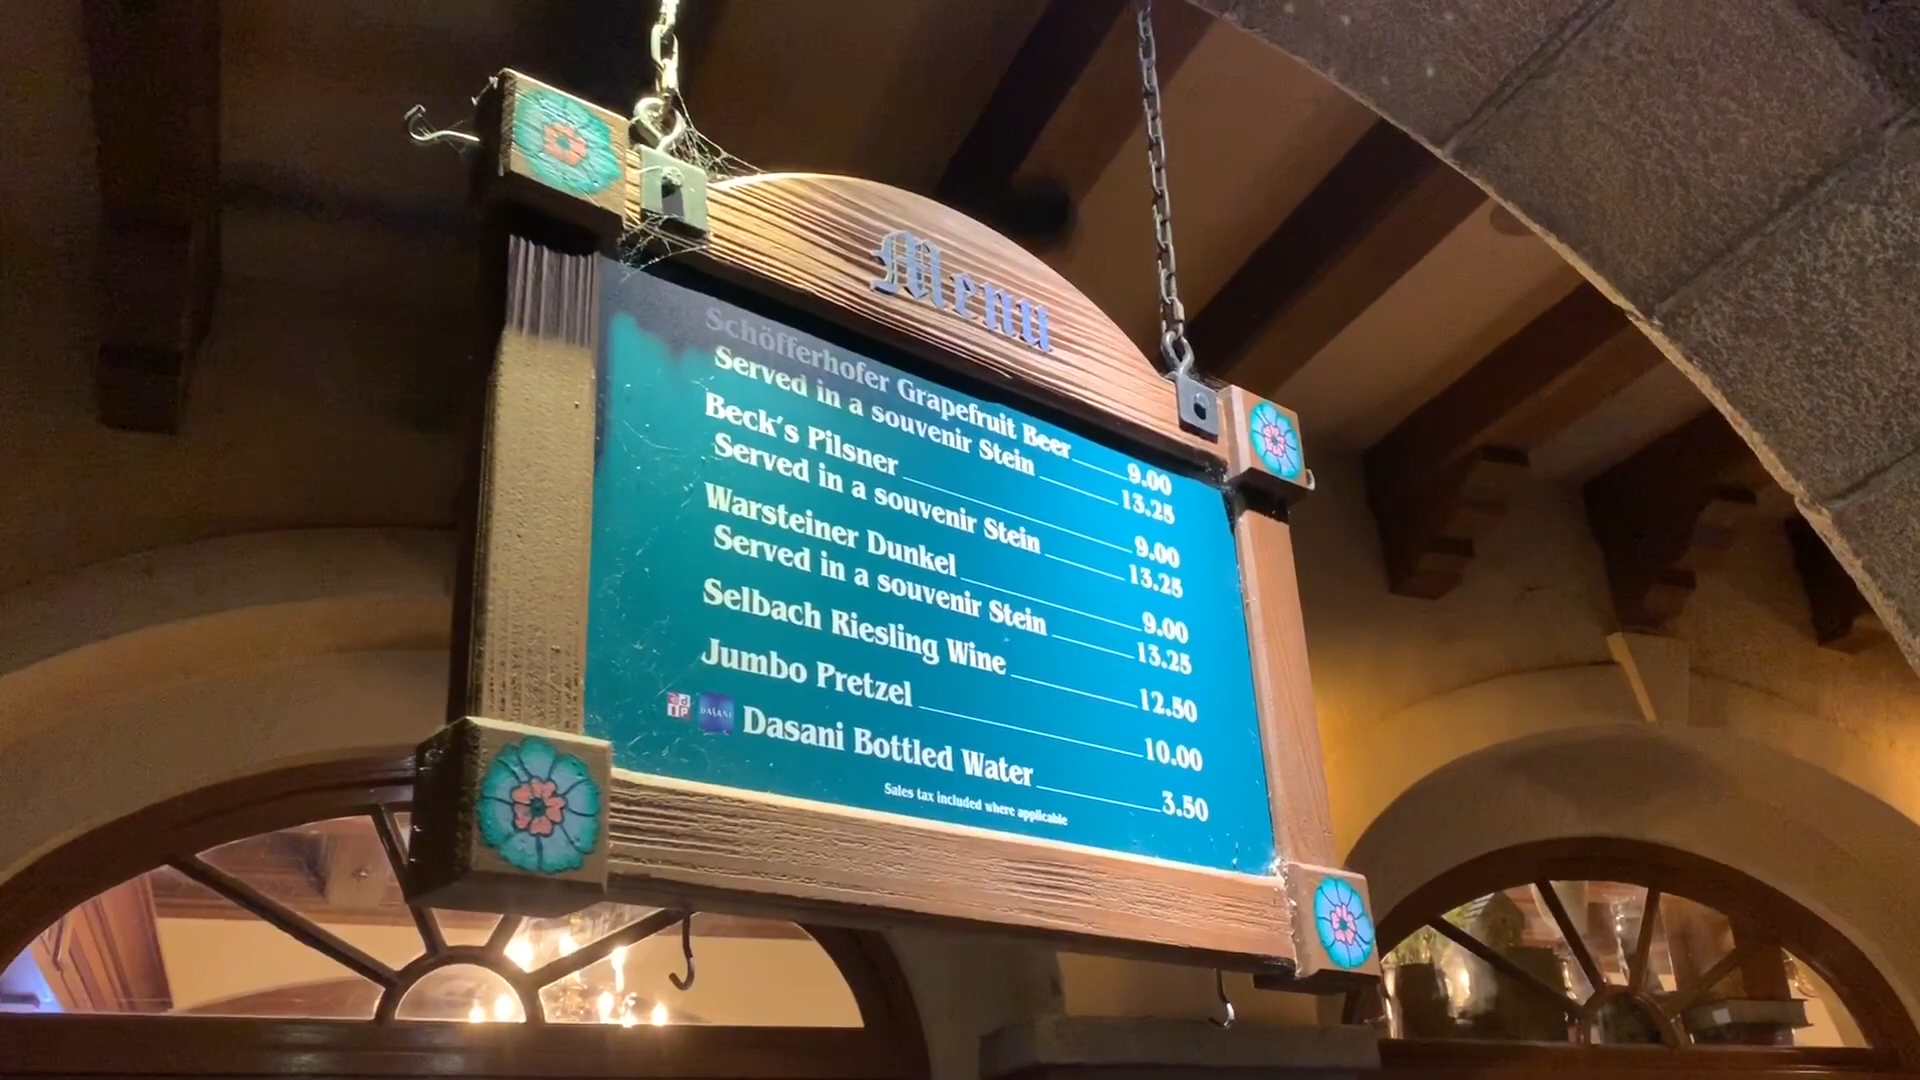 Menu
Schöfferhofer Grapefruit Beer 9.00
Served in a souvenir Stein 13.25
Beck's Pilsner 9.00
Served in a souvenir Stein 13.25
Warsteiner Dunkel 9.00
Served in a souvenir Stein 13.25
Selbach Riesling Wine 12.50
Jumbo Pretzel 10.00
DASANI Dasani Bottled Water 3.50
Sales tax included where applicable